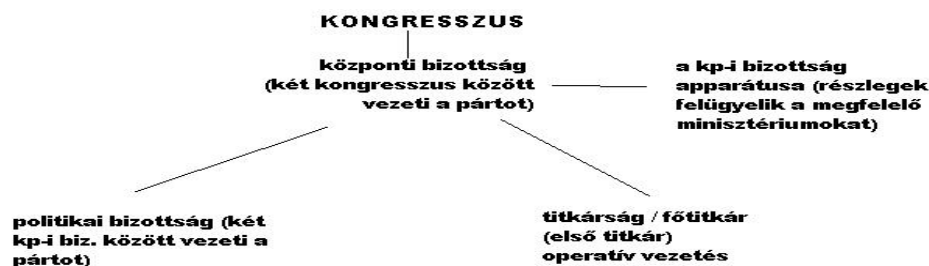 KONGRESSZUS
központi bizottság
(két kongresszus között
vezeti a pártot)
a kp-i bizottság
apparátusa (részlegek
felügyelik a megfelelő
minisztériumokat)
politikai bizottság (két
kp-i biz. között vezeti a
pártot)
titkárság / főtitkár
(első titkár)
operatív vezetés